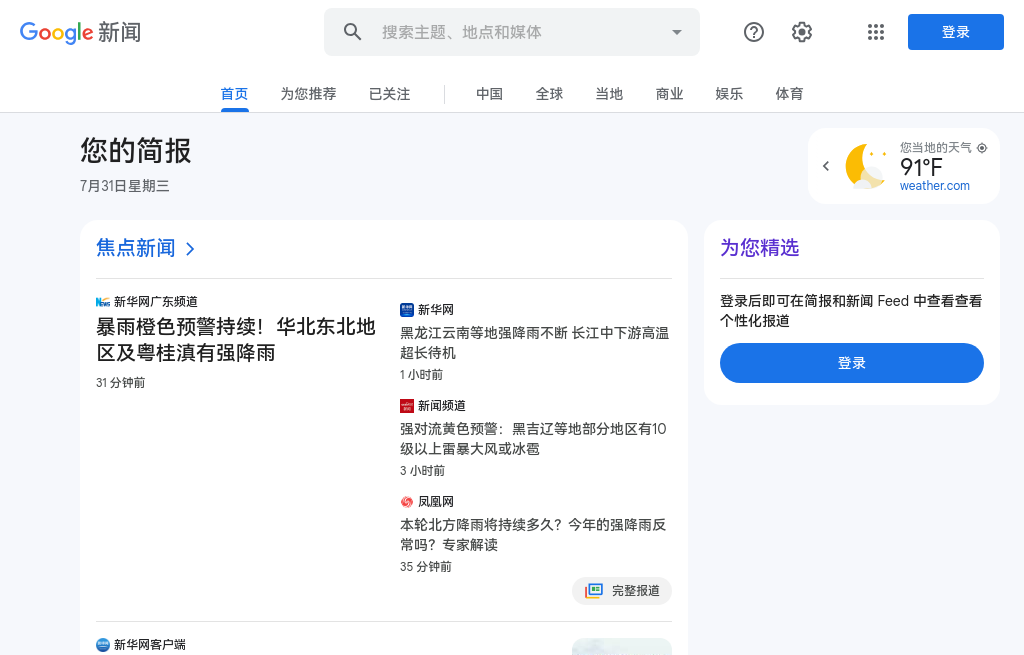 Google 新闻
搜索主题、地点和媒体
登录
首页
为您推荐
已关注
中国
全球
当地
商业
娱乐
体育
您的简报
7月31日星期三
您当地的天气
91°F
weather.com
焦点新闻
新华网广东频道
暴雨橙色预警持续！华北东北地
区及粤桂滇有强降雨
31 分钟前
新华网
黑龙江云南等地强降雨不断 长江中下游高温
超长待机
1 小时前
新闻频道
强对流黄色预警：黑吉辽等地部分地区有10
级以上雷暴大风或冰雹
3 小时前
凤凰网
本轮北方降雨将持续多久？今年的强降雨反
常吗？专家解读
35 分钟前
完整报道
新华网客户端
为您精选
登录后即可在简报和新闻 Feed 中查看查看
个性化报道
登录